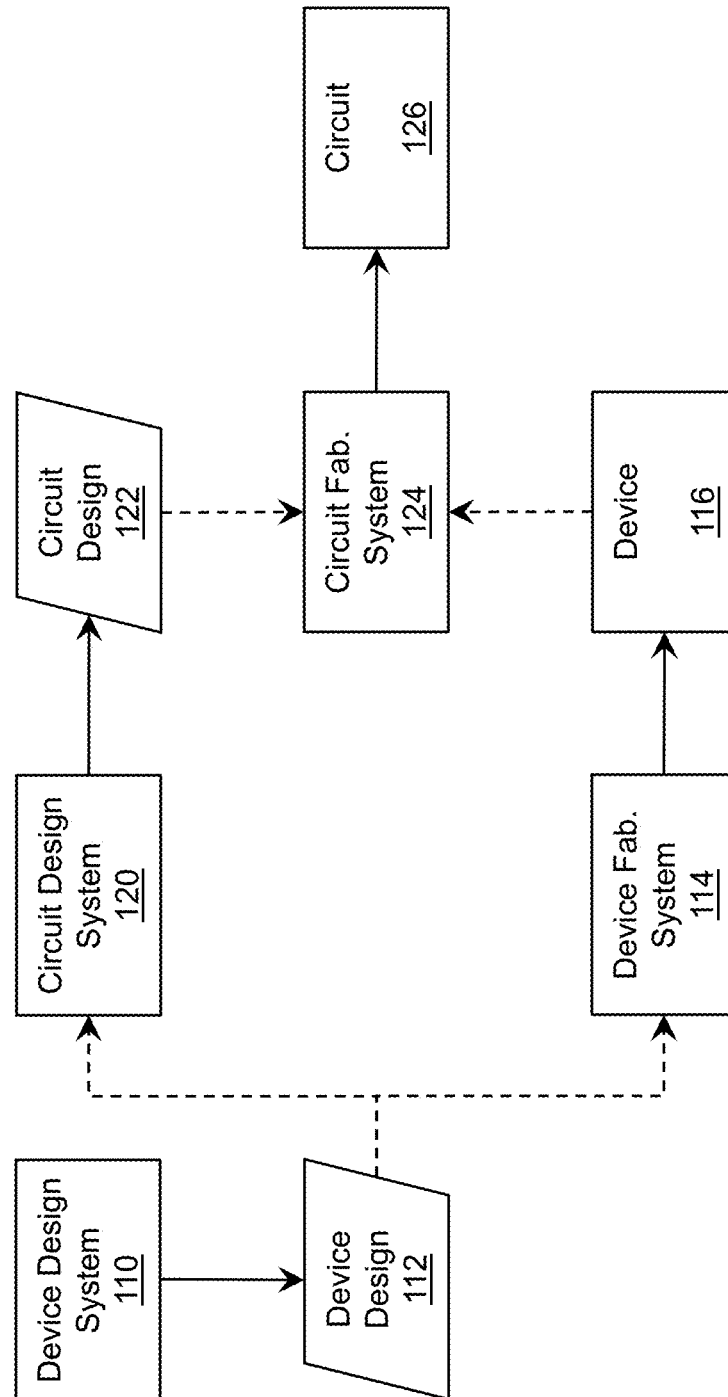 Device Design
System
110
Device
Design
112
Circuit Design
System
120
Circuit
Design
122
Device Fab.
System
114
Device
116
Circuit Fab.
System
124
Circuit
126